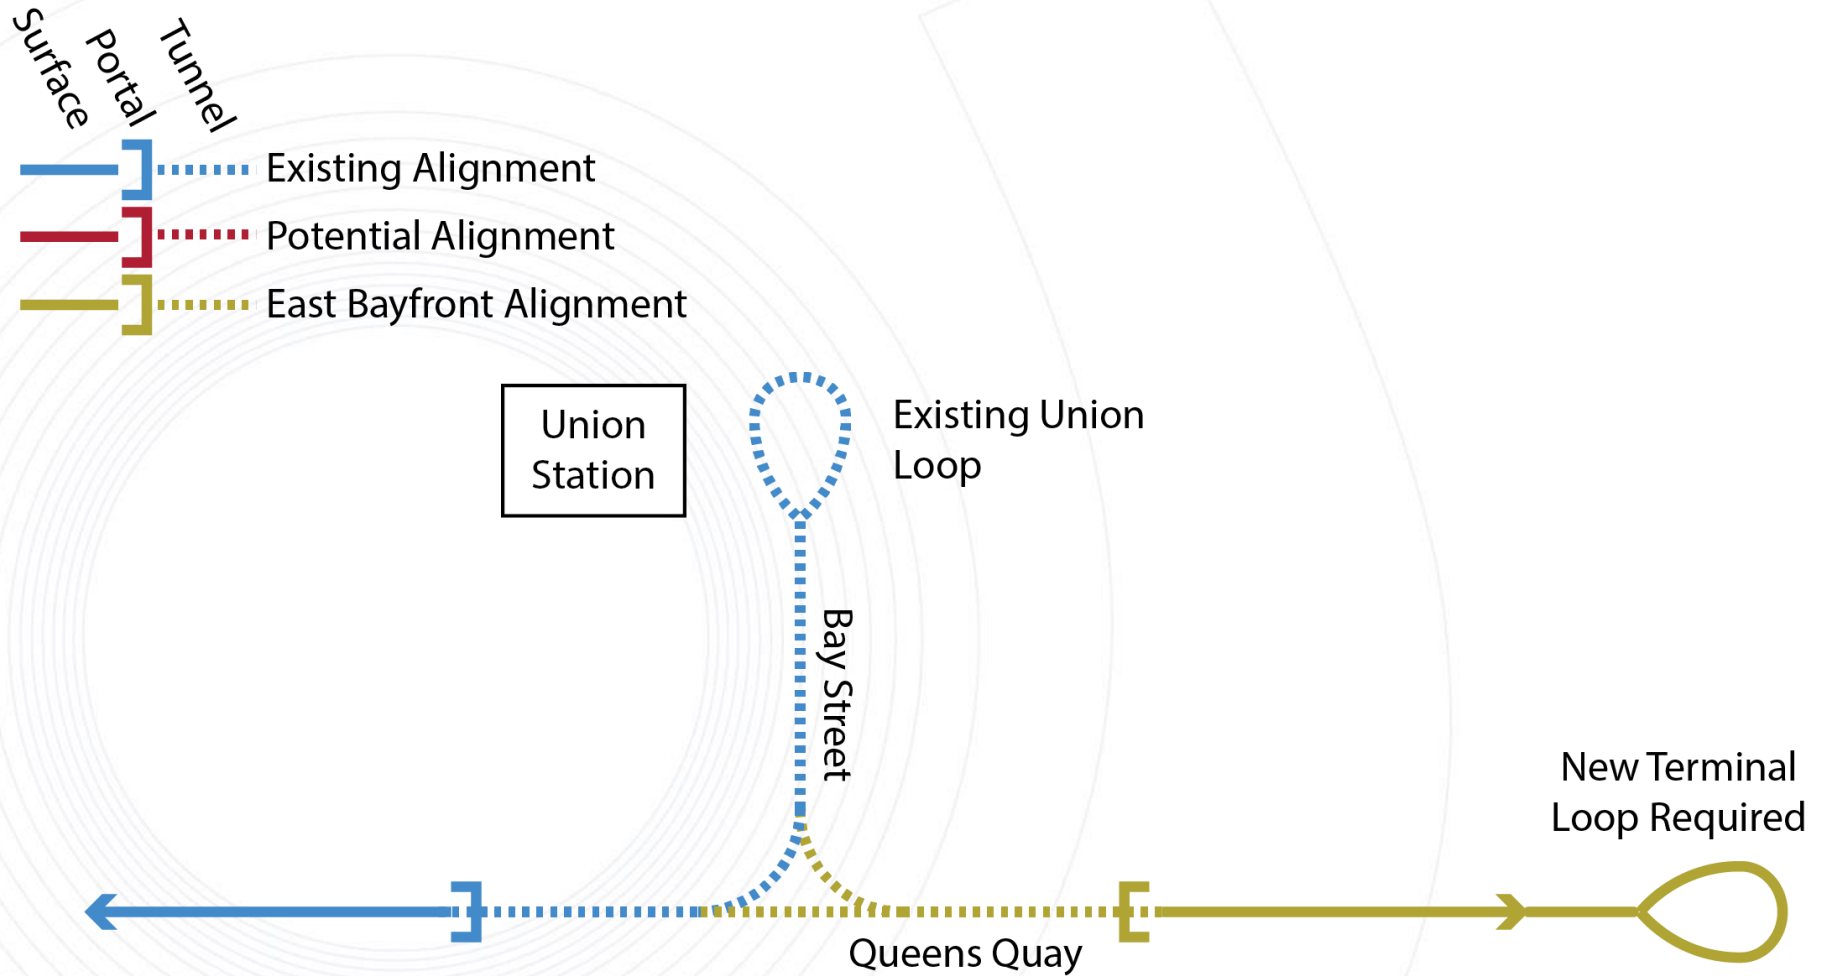 Surface
Portal
Tunnel
Existing Alignment
Potential Alignment
East Bayfront Alignment
Union
Station
Existing Union
Loop
Bay Street
New Terminal
Loop Required
Queens Quay